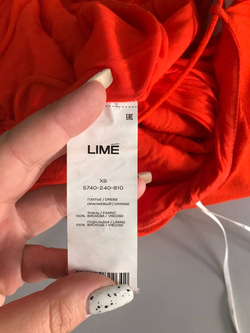 LIMÉ
XS
5740-240-810
ПЛАТЬЕ / DRESS
ОРАНЖЕВЫЙ / ORANGE
ТКАНЬ / FABRIC
100% ВИСКОЗА / VISCOSE
ПОДКЛАДКА / LINING
100% ВИСКОЗА / VISCOSE